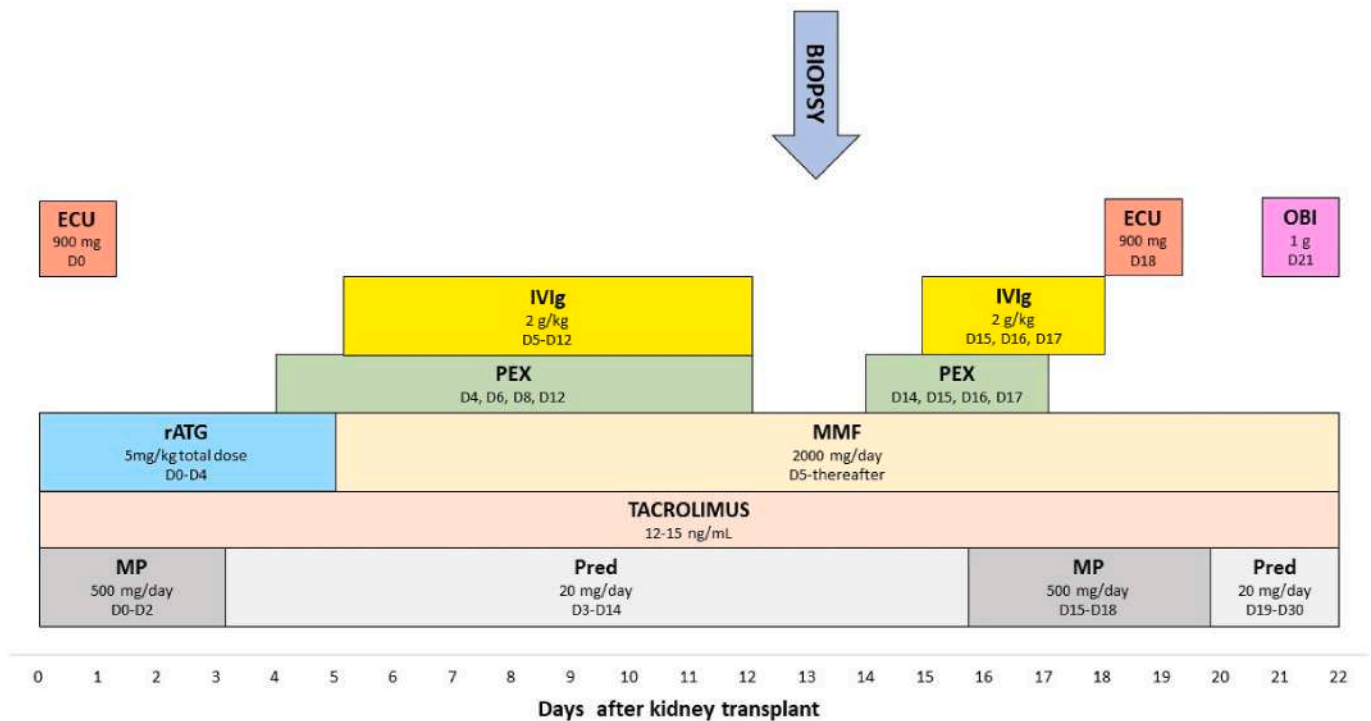 BIOPSY
ECU
900 mg
D0
ECU
900 mg
D18
OBI
1 g
D21
IVIg
2 g/kg
D5-D12
IVIg
2 g/kg
D15, D16, D17
PEX
D4, D6, D8, D12
PEX
D14, D15, D16, D17
rATG
5mg/kg total dose
D0-D4
MMF
2000 mg/day
D5-thereafter
TACROLIMUS
12-15 ng/mL
MP
500 mg/day
D0-D2
Pred
20 mg/day
D3-D14
MP
500 mg/day
D15-D18
Pred
20 mg/day
D19-D30
0 1 2 3 4 5 6 7 8 9 10 11 12 13 14 15 16 17 18 19 20 21 22
Days after kidney transplant